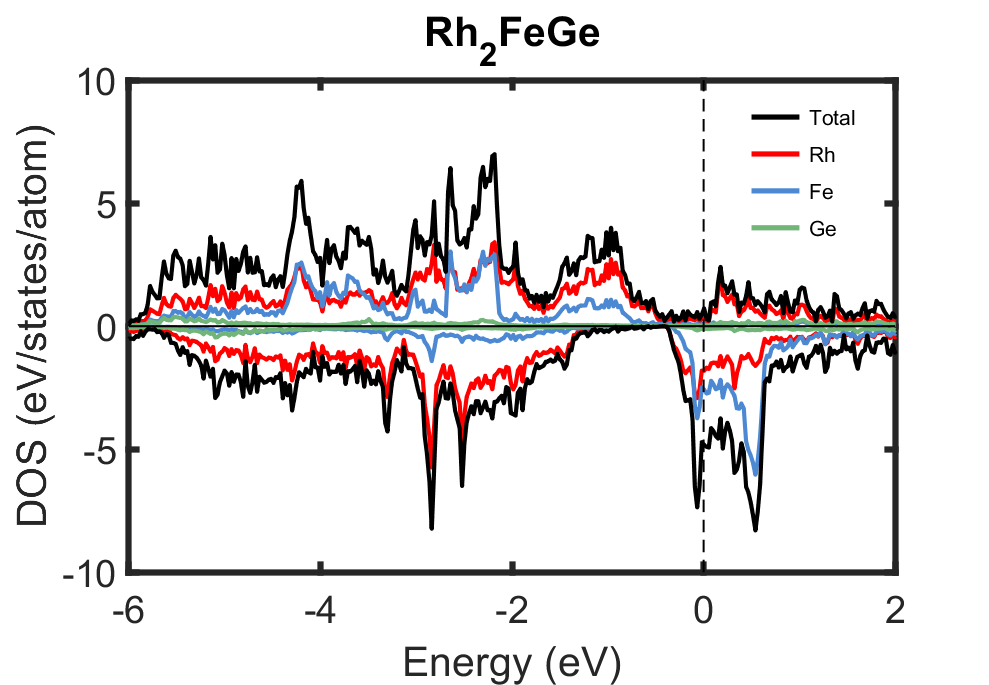 Rh2FeGe
10
5
0
-5
-10
DOS (eV/states/atom)
Total
Rh
Fe
Ge
-6
-4
-2
0
2
Energy (eV)